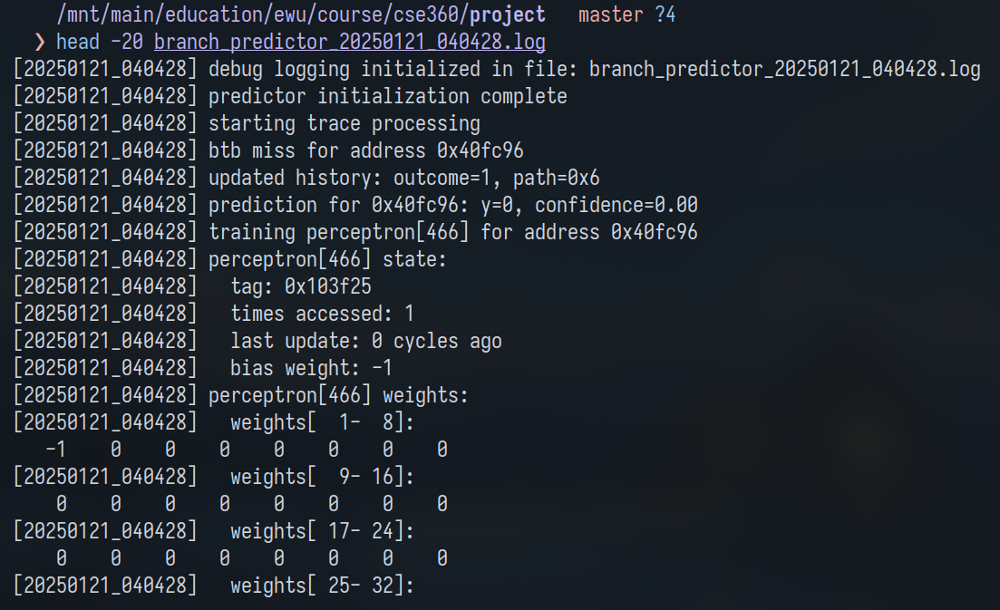 /mnt/main/education/ewu/course/cse360/project master ?4
❯ head -20 branch_predictor_20250121_040428.log
[20250121_040428] debug logging initialized in file: branch_predictor_20250121_040428.log
[20250121_040428] predictor initialization complete
[20250121_040428] starting trace processing
[20250121_040428] btb miss for address 0x40fc96
[20250121_040428] updated history: outcome=1, path=0x6
[20250121_040428] prediction for 0x40fc96: y=0, confidence=0.00
[20250121_040428] training perceptron[466] for address 0x40fc96
[20250121_040428] perceptron[466] state:
[20250121_040428]   tag: 0x103f25
[20250121_040428]   times accessed: 1
[20250121_040428]   last update: 0 cycles ago
[20250121_040428]   bias weight: -1
[20250121_040428] perceptron[466] weights:
[20250121_040428]   weights[  1-  8]:
   -1    0    0    0    0    0    0    0
[20250121_040428]   weights[  9- 16]:
    0    0    0    0    0    0    0    0
[20250121_040428]   weights[ 17- 24]:
    0    0    0    0    0    0    0    0
[20250121_040428]   weights[ 25- 32]: